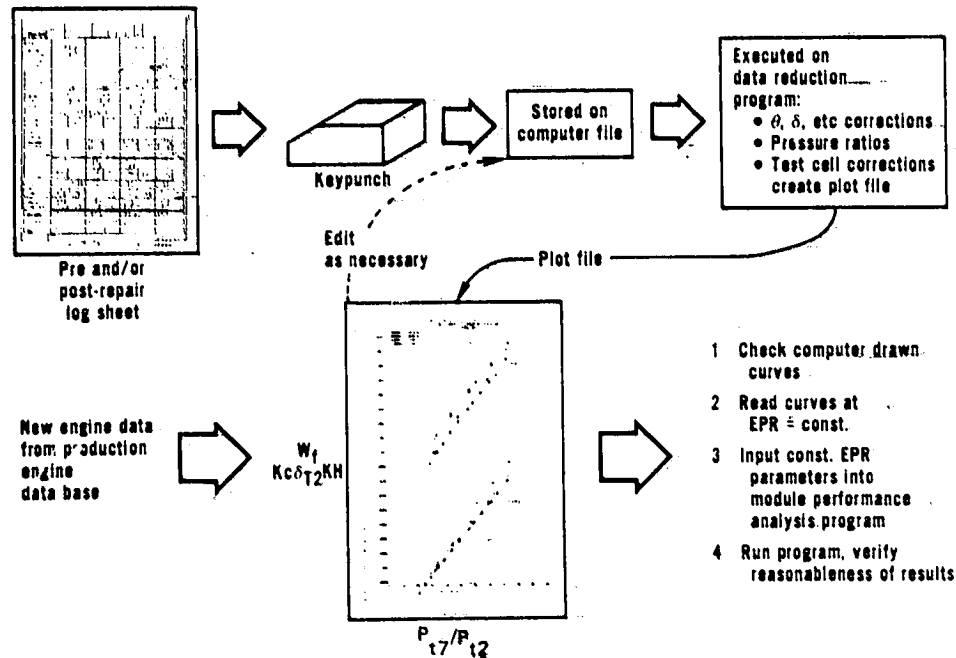 Pre and/or
post-repair
log sheet
Keypunch
Stored on
computer file
Executed on
data reduction
program:
• θ, δ, etc corrections
• Pressure ratios
• Test cell corrections
create plot file
Edit
as necessary
Plot file
New engine data
from production
engine
data base
W_f
Kcδ_T2KH
P_t7/P_t2
1 Check computer drawn
curves
2 Read curves at
EPR = const.
3 Input const. EPR
parameters into
module performance
analysis program
4 Run program, verify
reasonableness of results